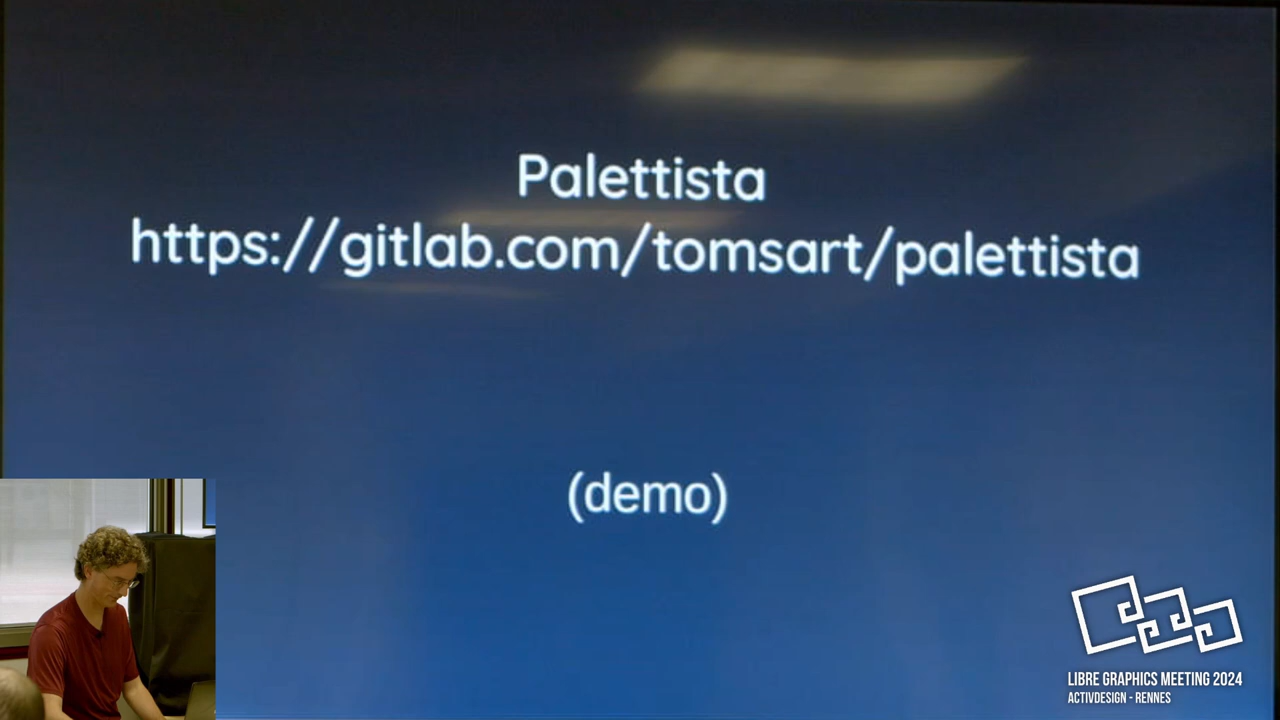 Palettista
https://gitlab.com/tomsart/palettista
(demo)
LIBRE GRAPHICS MEETING 2024
ACTIVDESIGN - RENNES